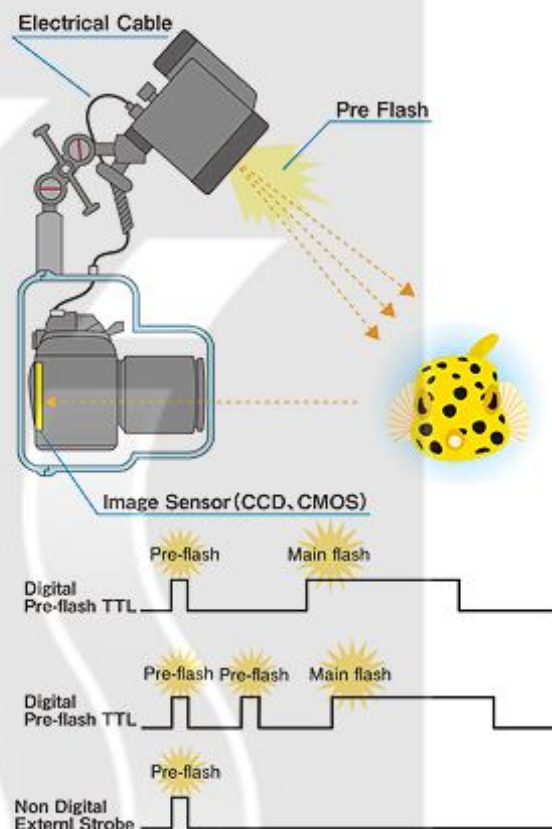 Electrical Cable
Pre Flash
Image Sensor(CCD、CMOS)
Pre-flash
Main flash
Digital
Pre-flash TTL
Pre-flash
Pre-flash
Main flash
Digital
Pre-flash TTL
Pre-flash
Non Digital
Externl Strobe